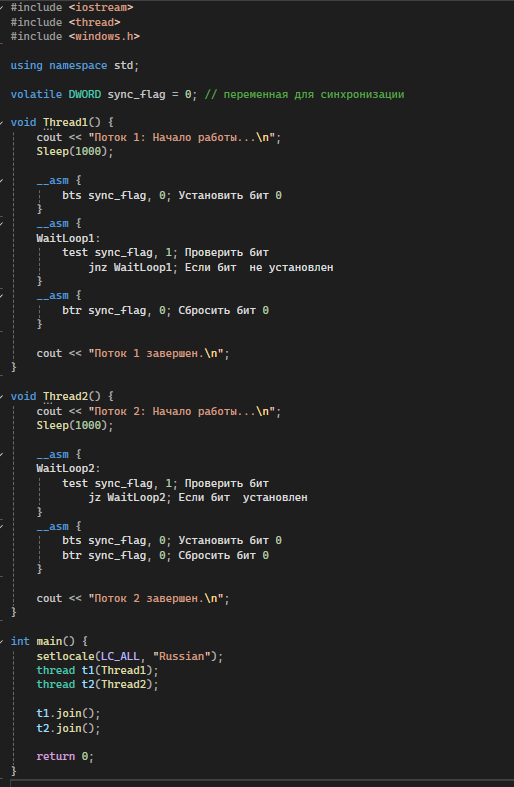 #include <iostream>
#include <thread>
#include <windows.h>
using namespace std;
volatile DWORD sync_flag = 0; // переменная для синхронизации
void Thread1() {
cout << "Поток 1: Начало работы...\n";
Sleep(1000);
__asm {
bts sync_flag, 0; Установить бит 0
}
__asm {
WaitLoop1:
test sync_flag, 1; Проверить бит
jnz WaitLoop1; Если бит  не установлен
}
__asm {
btr sync_flag, 0; Сбросить бит 0
}
cout << "Поток 1 завершен.\n";
}
void Thread2() {
cout << "Поток 2: Начало работы...\n";
Sleep(1000);
__asm {
WaitLoop2:
test sync_flag, 1; Проверить бит
jz WaitLoop2; Если бит  установлен
}
__asm {
bts sync_flag, 0; Установить бит 0
btr sync_flag, 0; Сбросить бит 0
}
cout << "Поток 2 завершен.\n";
}
int main() {
setlocale(LC_ALL, "Russian");
thread t1(Thread1);
thread t2(Thread2);
t1.join();
t2.join();
return 0;
}